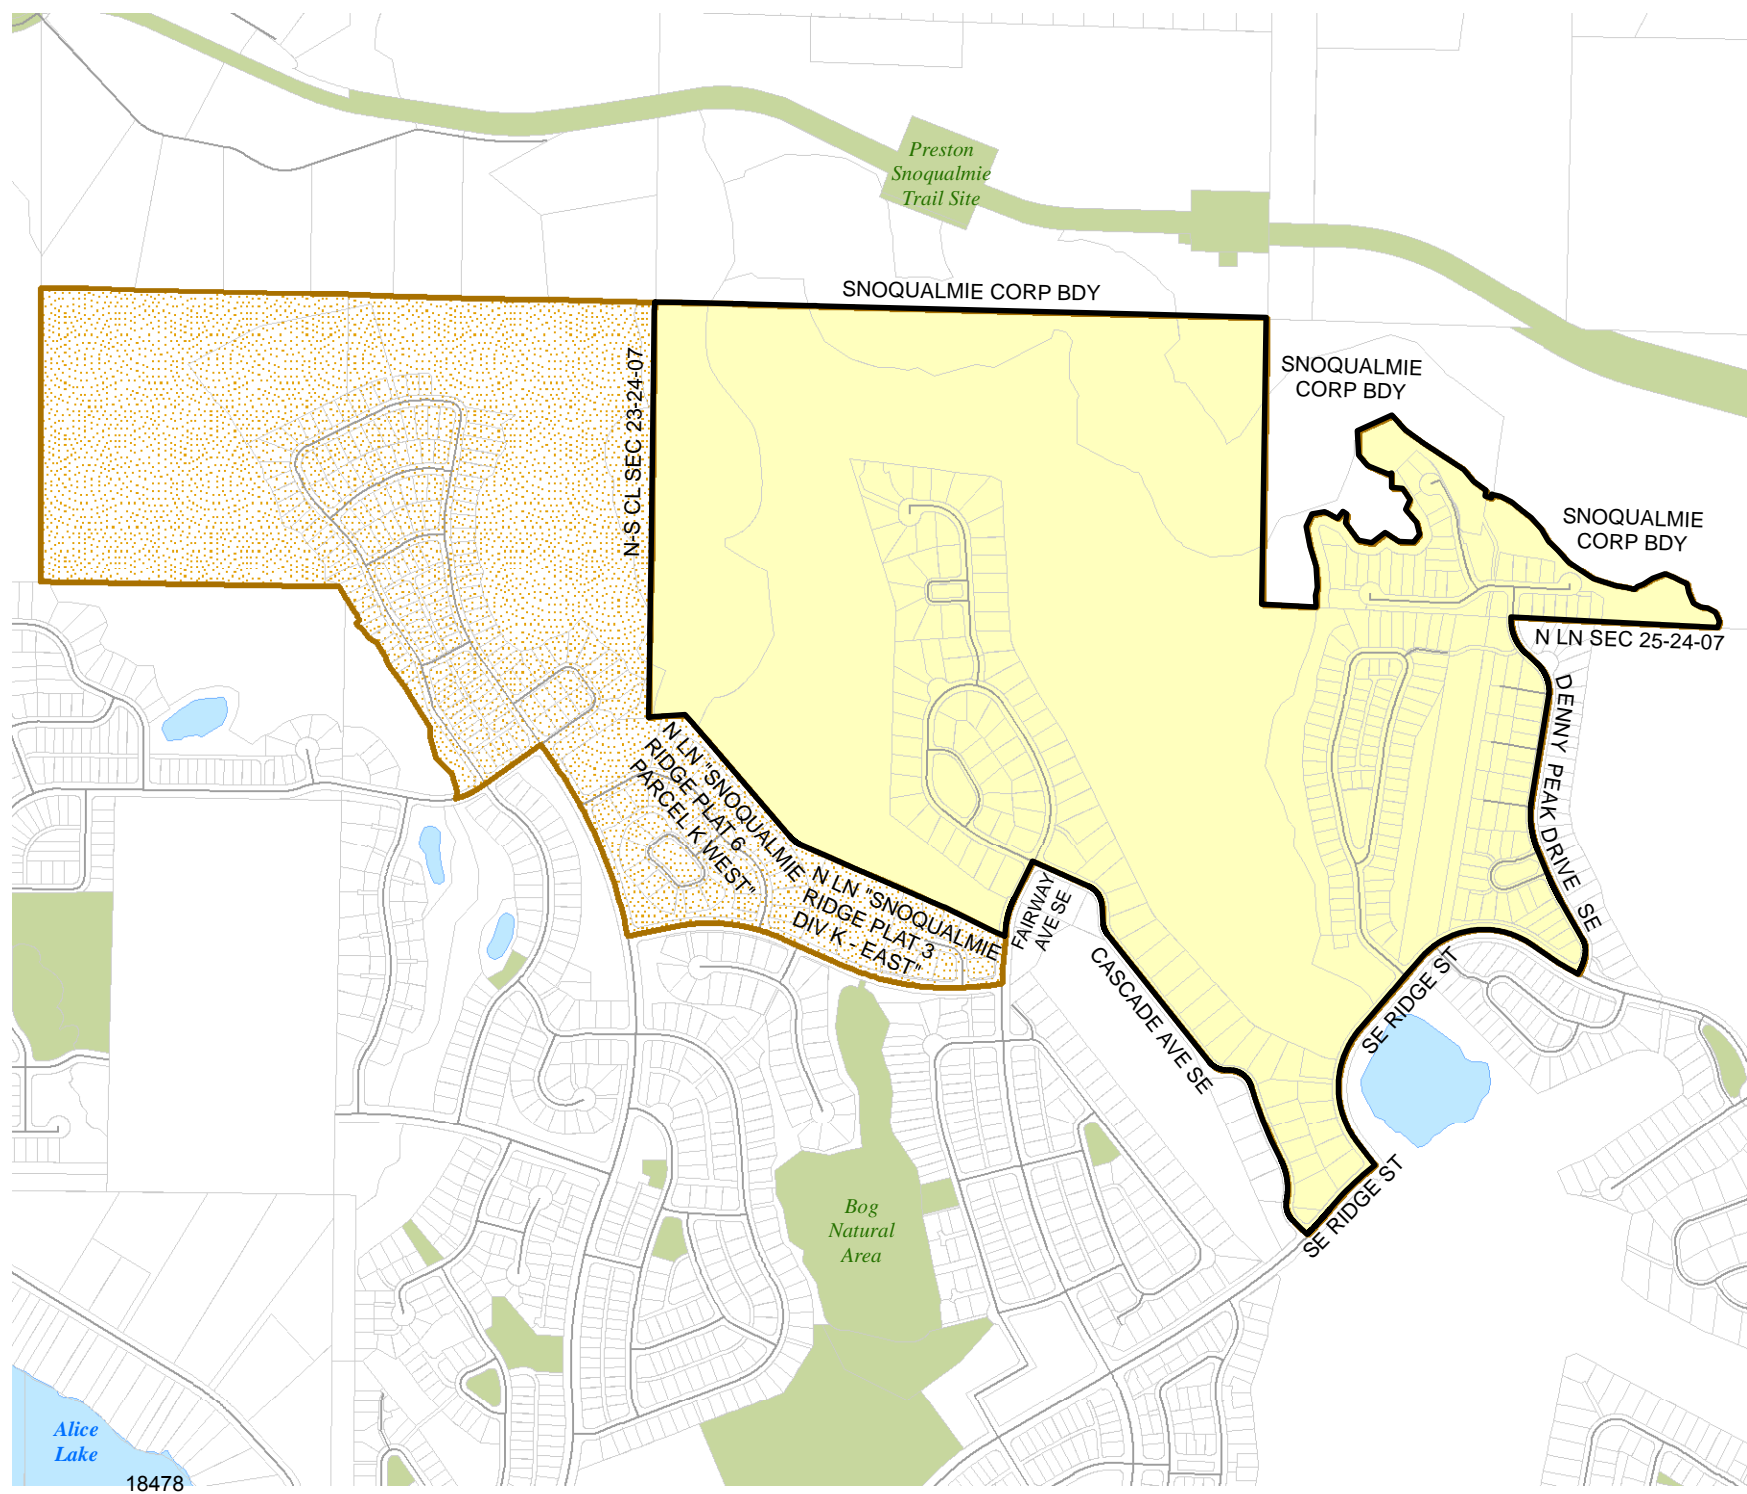 Preston
Snoqualmie
Trail Site
SNOQUALMIE CORP BDY
SNOQUALMIE
CORP BDY
N-S CL SEC 23-24-07
SNOQUALMIE
CORP BDY
N LN SEC 25-24-07
DENNY PEAK DRIVE SE
N LN "SNOQUALMIE
RIDGE PLAT 6
PARCEL K WEST"
N LN "SNOQUALMIE
RIDGE PLAT 3
DIV K - EAST"
FAIRWAY
AVE SE
CASCADE AVE SE
SE RIDGE ST
SE RIDGE ST
Bog
Natural
Area
Alice
Lake
18478